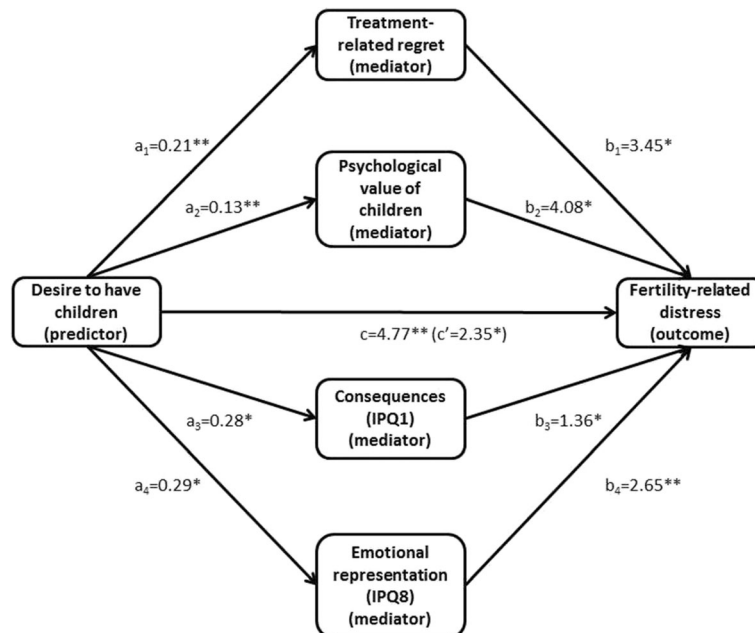 Treatment-
related regret
(mediator)
a₁=0.21**
b₁=3.45*
Psychological
value of
children
(mediator)
a₂=0.13**
b₂=4.08*
Desire to have
children
(predictor)
Fertility-related
distress
(outcome)
c=4.77** (c’=2.35*)
Consequences
(IPQ1)
(mediator)
a₃=0.28*
b₃=1.36*
a₄=0.29*
b₄=2.65**
Emotional
representation
(IPQ8)
(mediator)